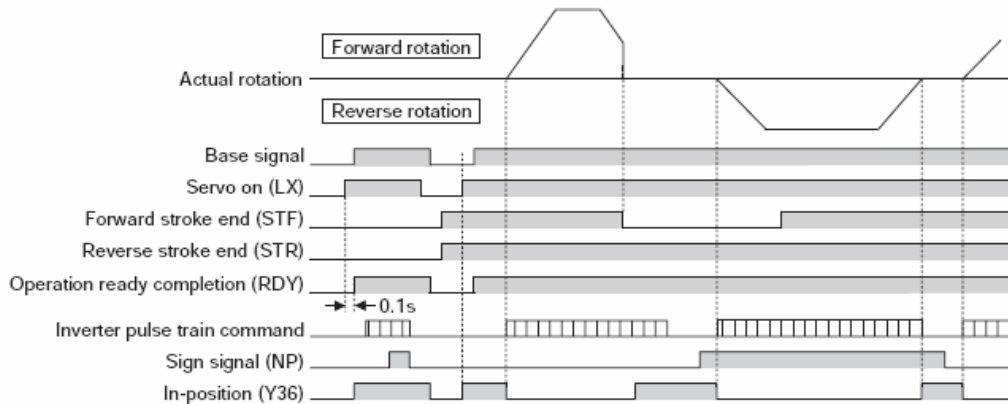 Forward rotation
Actual rotation
Reverse rotation
Base signal
Servo on (LX)
Forward stroke end (STF)
Reverse stroke end (STR)
Operation ready completion (RDY)
0.1s
Inverter pulse train command
Sign signal (NP)
In-position (Y36)